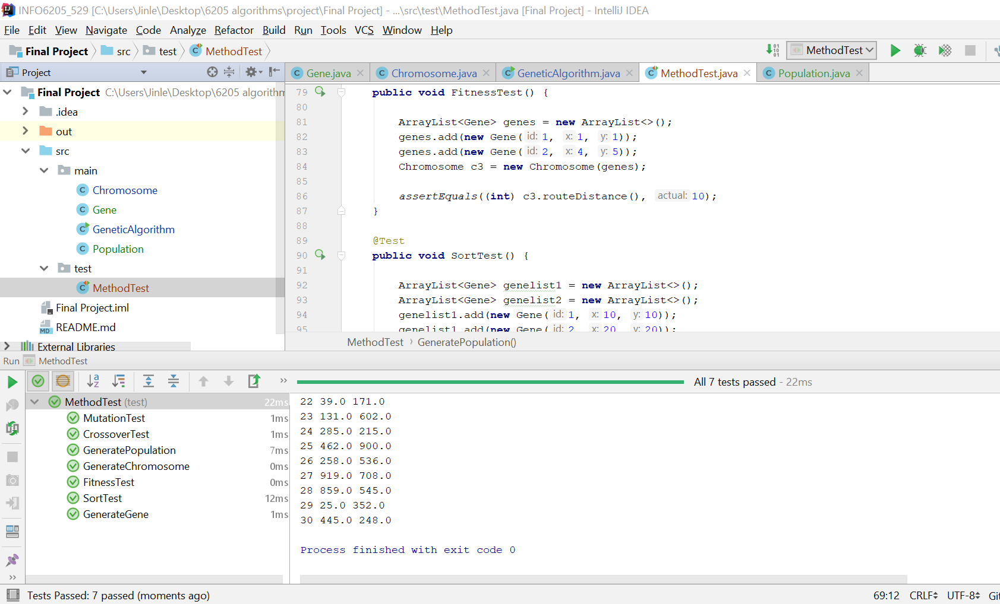 INFO6205_529 [C:\Users\Jinle\Desktop\6205 algorithms\project\Final Project] - ...\src\test\MethodTest.java [Final Project] - IntelliJ IDEA
File Edit View Navigate Code Analyze Refactor Build Run Tools VCS Window Help
Final Project src test MethodTest MethodTest
Project
Gene.java Chromosome.java GeneticAlgorithm.java MethodTest.java Population.java
Final Project C:\Users\Jinle\Desktop\6205 algorithm
.idea
out
src
main
Chromosome
Gene
GeneticAlgorithm
Population
test
MethodTest
Final Project.iml
README.md
External Libraries
79 public void FitnessTest() {
80
81 ArrayList<Gene> genes = new ArrayList<>();
82 genes.add(new Gene( id: 1, x: 1, y: 1));
83 genes.add(new Gene( id: 2, x: 4, y: 5));
84 Chromosome c3 = new Chromosome(genes);
85
86 assertEquals((int) c3.routeDistance(), actual: 10);
87 }
88
89 @Test
90 public void SortTest() {
91
92 ArrayList<Gene> genelist1 = new ArrayList<>();
93 ArrayList<Gene> genelist2 = new ArrayList<>();
94 genelist1.add(new Gene( id: 1, x: 10, y: 10));
95 genelist1.add(new Gene( id: 2, x: 20, y: 20));
MethodTest › GeneratePopulation()
Run MethodTest
All 7 tests passed - 22ms
MethodTest (test) 22ms
MutationTest 1ms
CrossoverTest 1ms
GeneratePopulation 7ms
GenerateChromosome 0ms
FitnessTest 0ms
SortTest 12ms
GenerateGene 1ms
22 39.0 171.0
23 131.0 602.0
24 285.0 215.0
25 462.0 900.0
26 258.0 536.0
27 919.0 708.0
28 859.0 545.0
29 25.0 352.0
30 445.0 248.0
Process finished with exit code 0
Tests Passed: 7 passed (moments ago) 69:12 CRLF UTF-8 Git